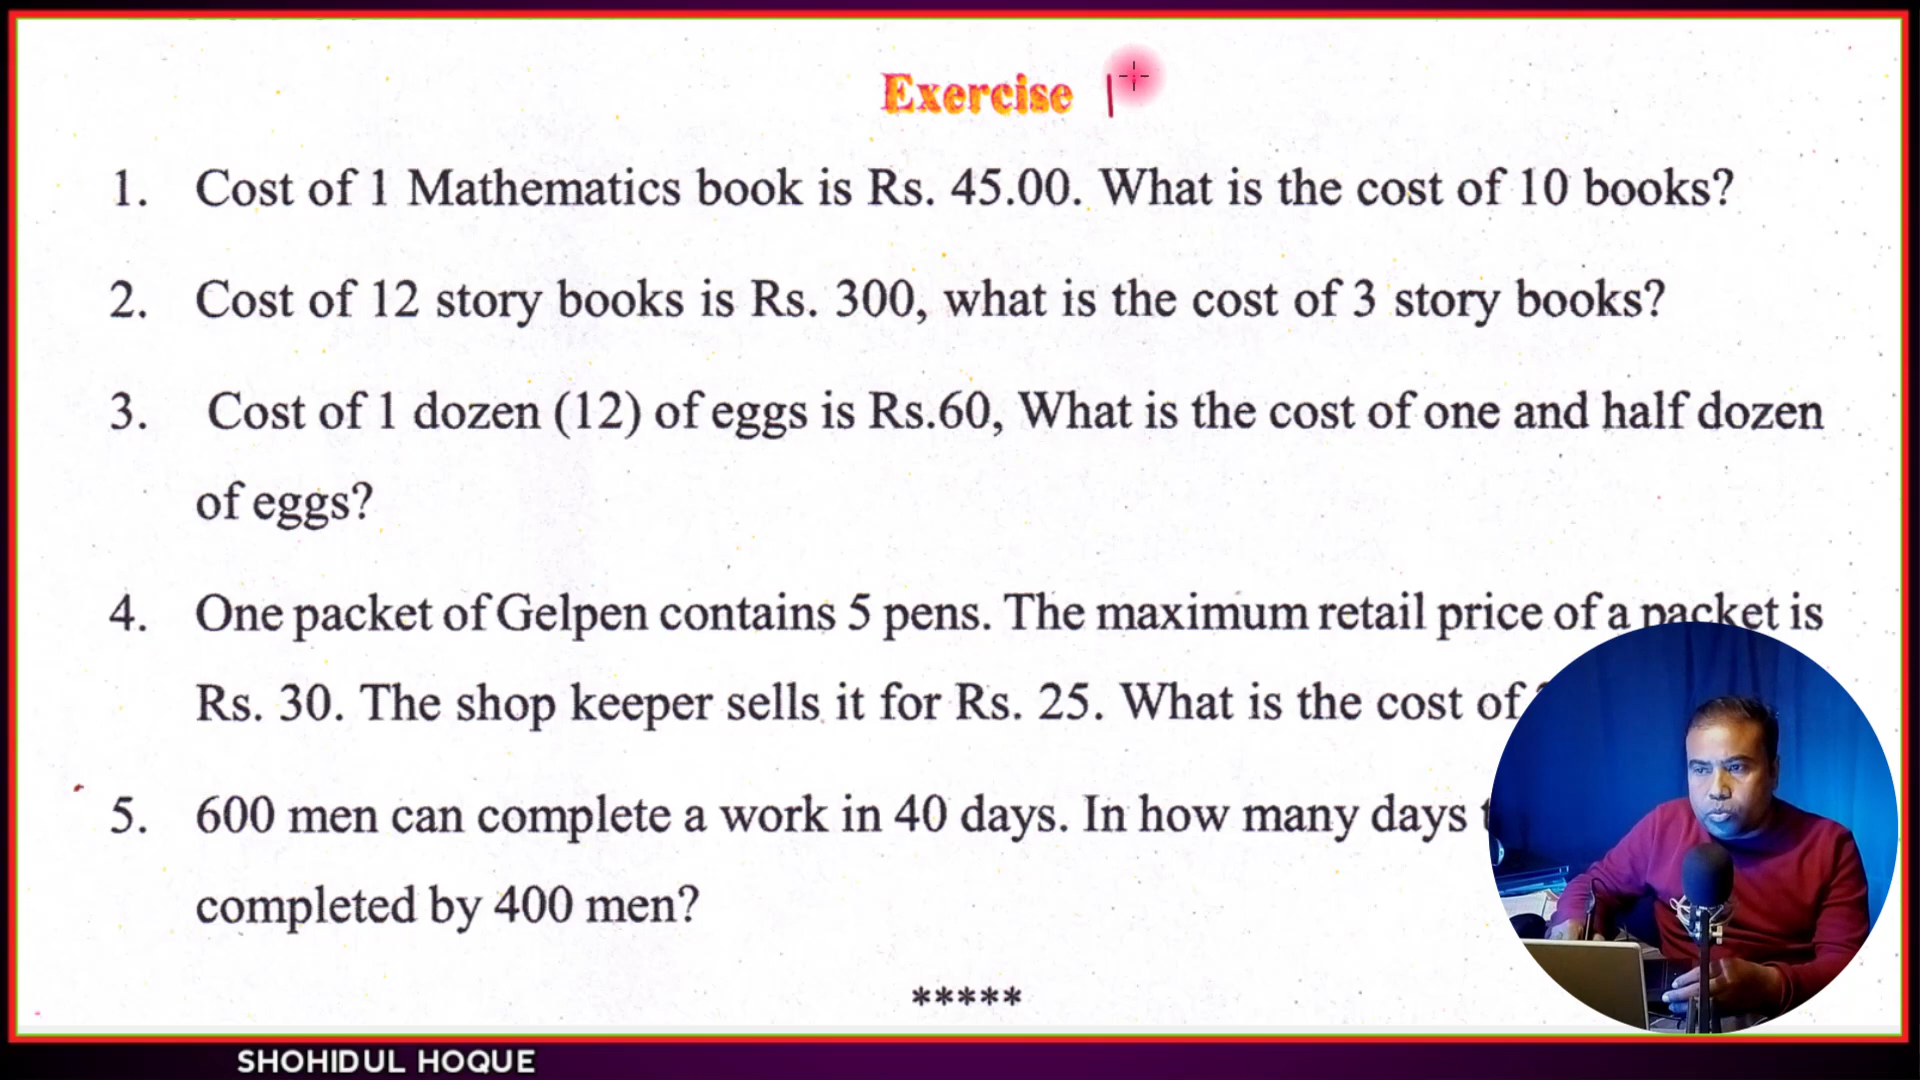 Exercise
1. Cost of 1 Mathematics book is Rs. 45.00. What is the cost of 10 books?
2. Cost of 12 story books is Rs. 300, what is the cost of 3 story books?
3. Cost of 1 dozen (12) of eggs is Rs.60, What is the cost of one and half dozen
of eggs?
4. One packet of Gelpen contains 5 pens. The maximum retail price of a packet is
Rs. 30. The shop keeper sells it for Rs. 25. What is the cost of
5. 600 men can complete a work in 40 days. In how many days
completed by 400 men?
*****
SHOHIDUL HOQUE